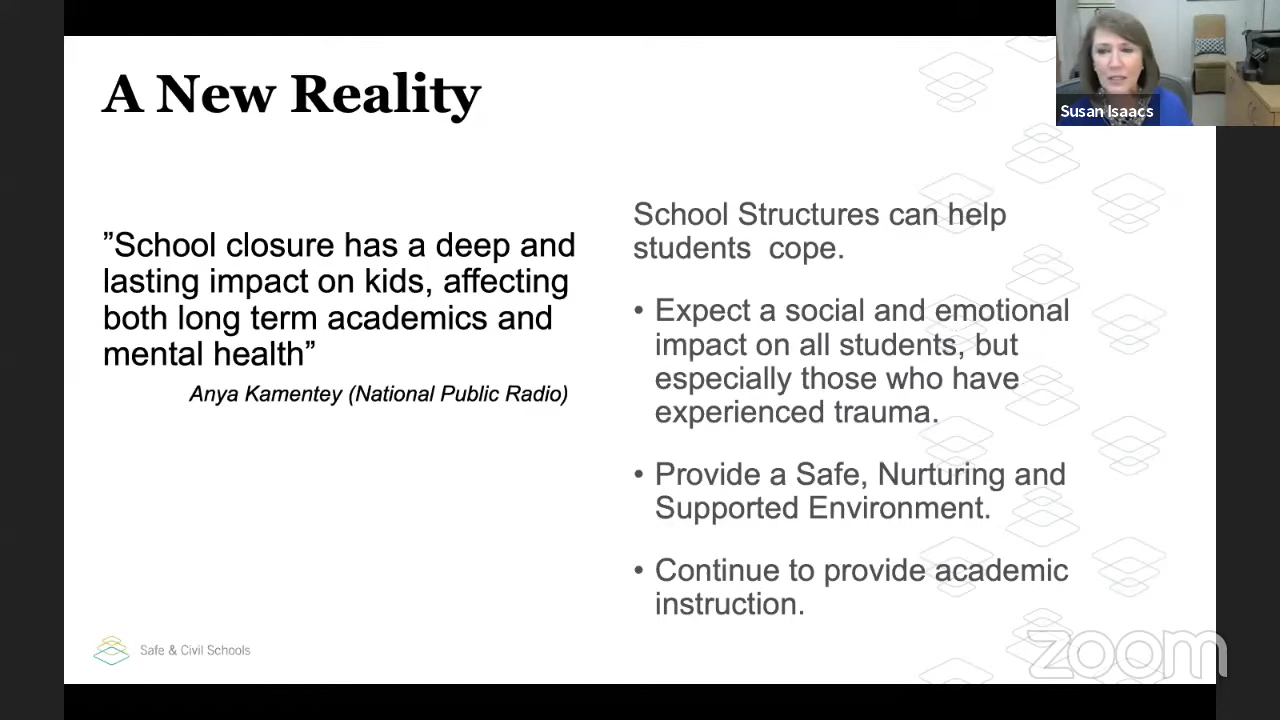 A New Reality
Susan Isaacs
”School closure has a deep and
lasting impact on kids, affecting
both long term academics and
mental health”
Anya Kamentey (National Public Radio)
School Structures can help
students  cope.
• Expect a social and emotional
impact on all students, but
especially those who have
experienced trauma.
• Provide a Safe, Nurturing and
Supported Environment.
• Continue to provide academic
instruction.
Safe & Civil Schools
zoom